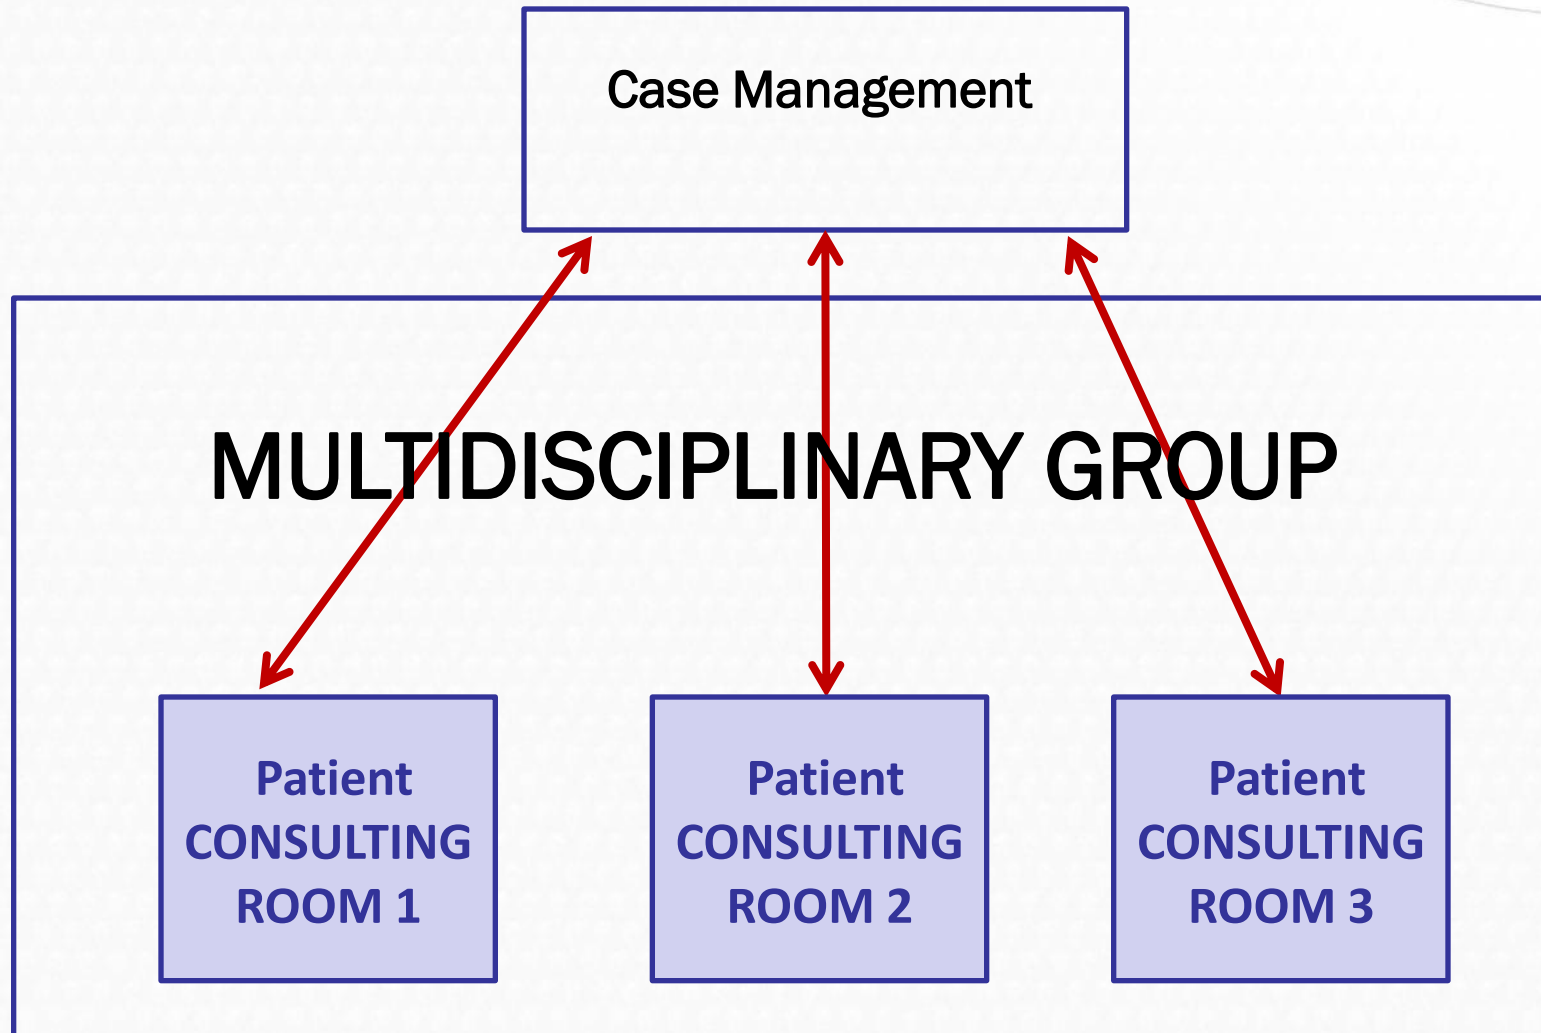 Case Management
MULTIDISCIPLINARY GROUP
Patient
CONSULTING
ROOM 1
Patient
CONSULTING
ROOM 2
Patient
CONSULTING
ROOM 3